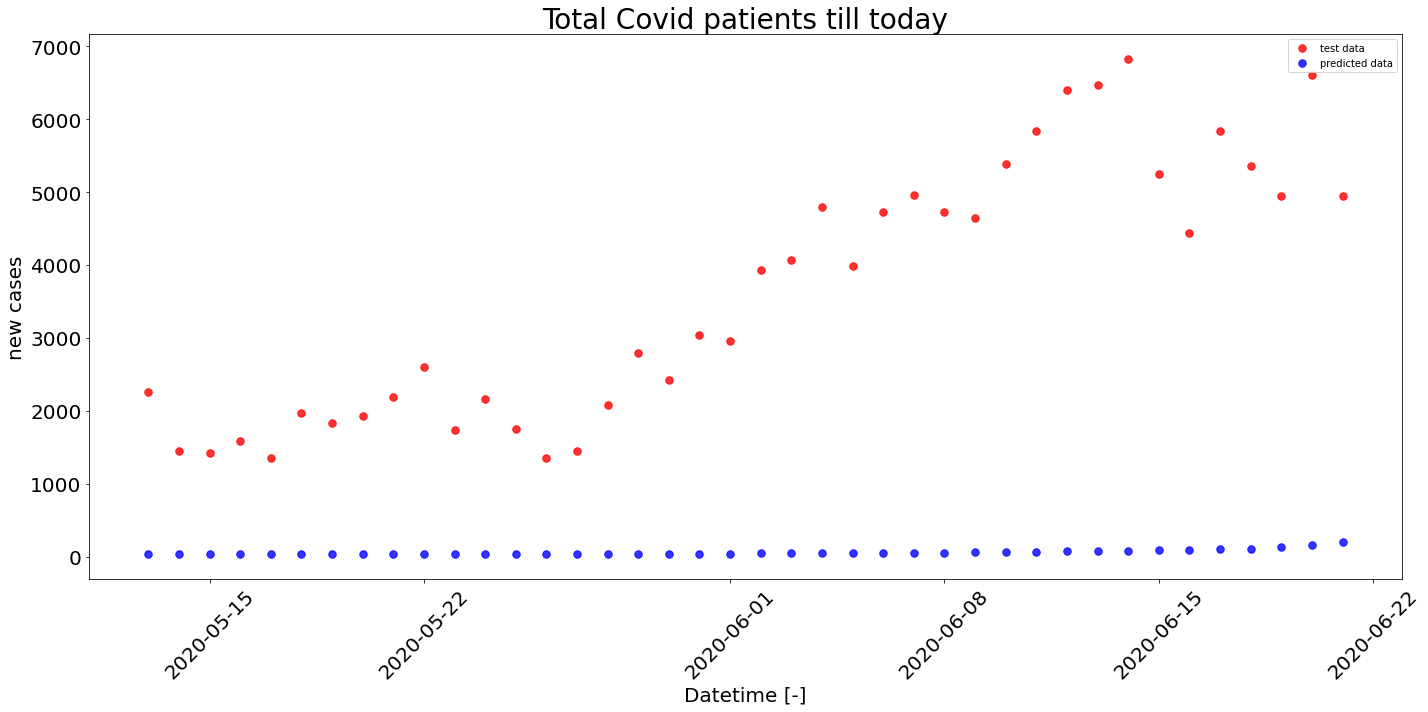 Total Covid patients till today
test data
predicted data
7000
6000
5000
4000
3000
2000
1000
0
new cases
2020-05-15
2020-05-22
2020-06-01
2020-06-08
2020-06-15
2020-06-22
Datetime [-]